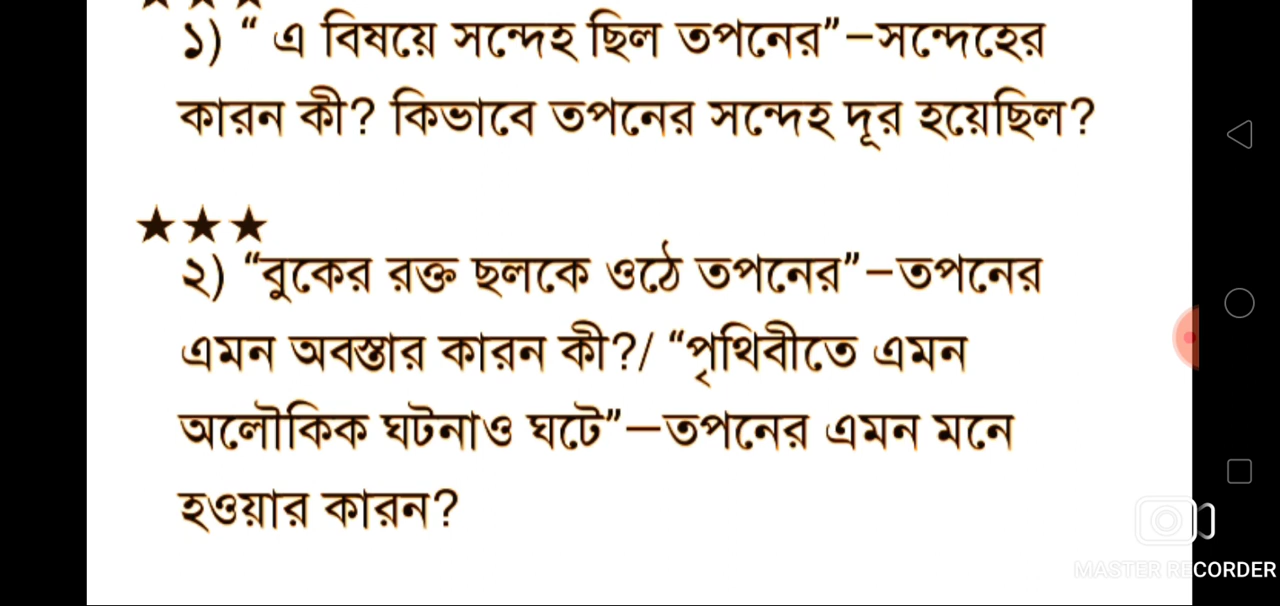 ★ ★ ★
১) “ এ বিষয়ে সন্দেহ ছিল তপনের”–সন্দেহের
কারন কী? কিভাবে তপনের সন্দেহ দূর হয়েছিল?
★★★
২) “বুকের রক্ত ছলকে ওঠে তপনের”–তপনের
এমন অবস্তার কারন কী?/ “পৃথিবীতে এমন
অলৌকিক ঘটনাও ঘটে”–তপনের এমন মনে
হওয়ার কারন?
MASTER RECORDER